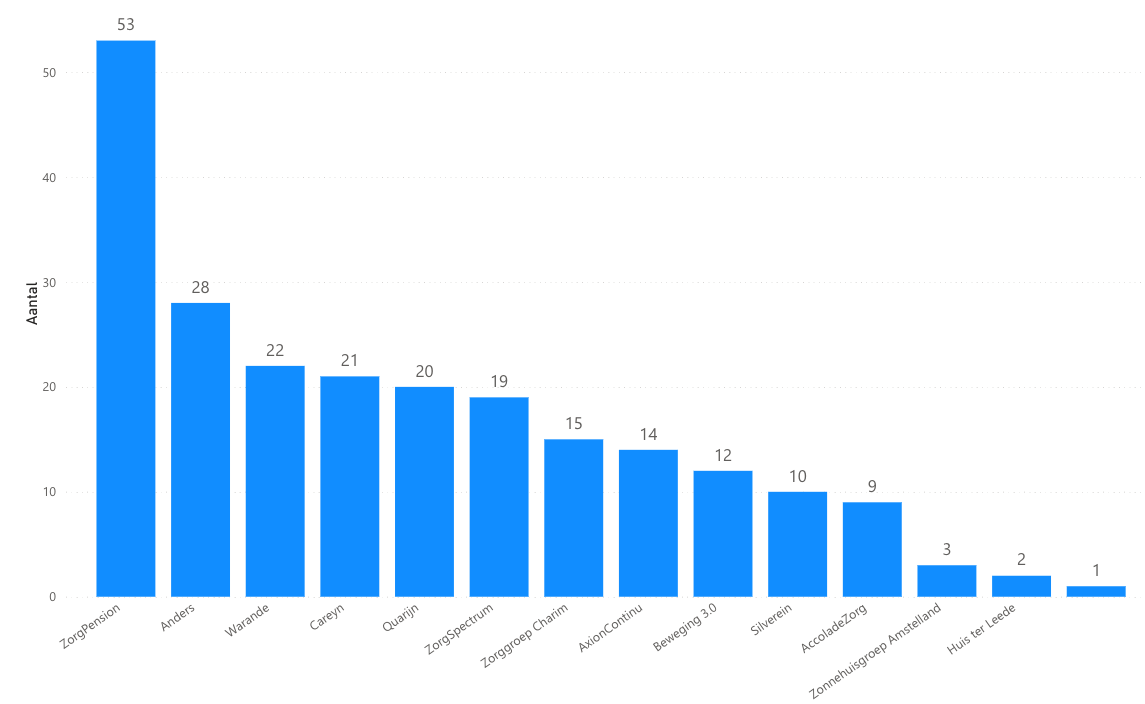 53
50
40
30
20
10
0
Aantal
28
22
21
20
19
15
14
12
10
9
3
2
1
ZorgPension
Anders
Warande
Careyn
Quarijn
ZorgSpectrum
Zorggroep Charim
AxionContinu
Beweging 3.0
Silverein
AccoladeZorg
Zonnehuisgroep Amstelland
Huis ter Leede